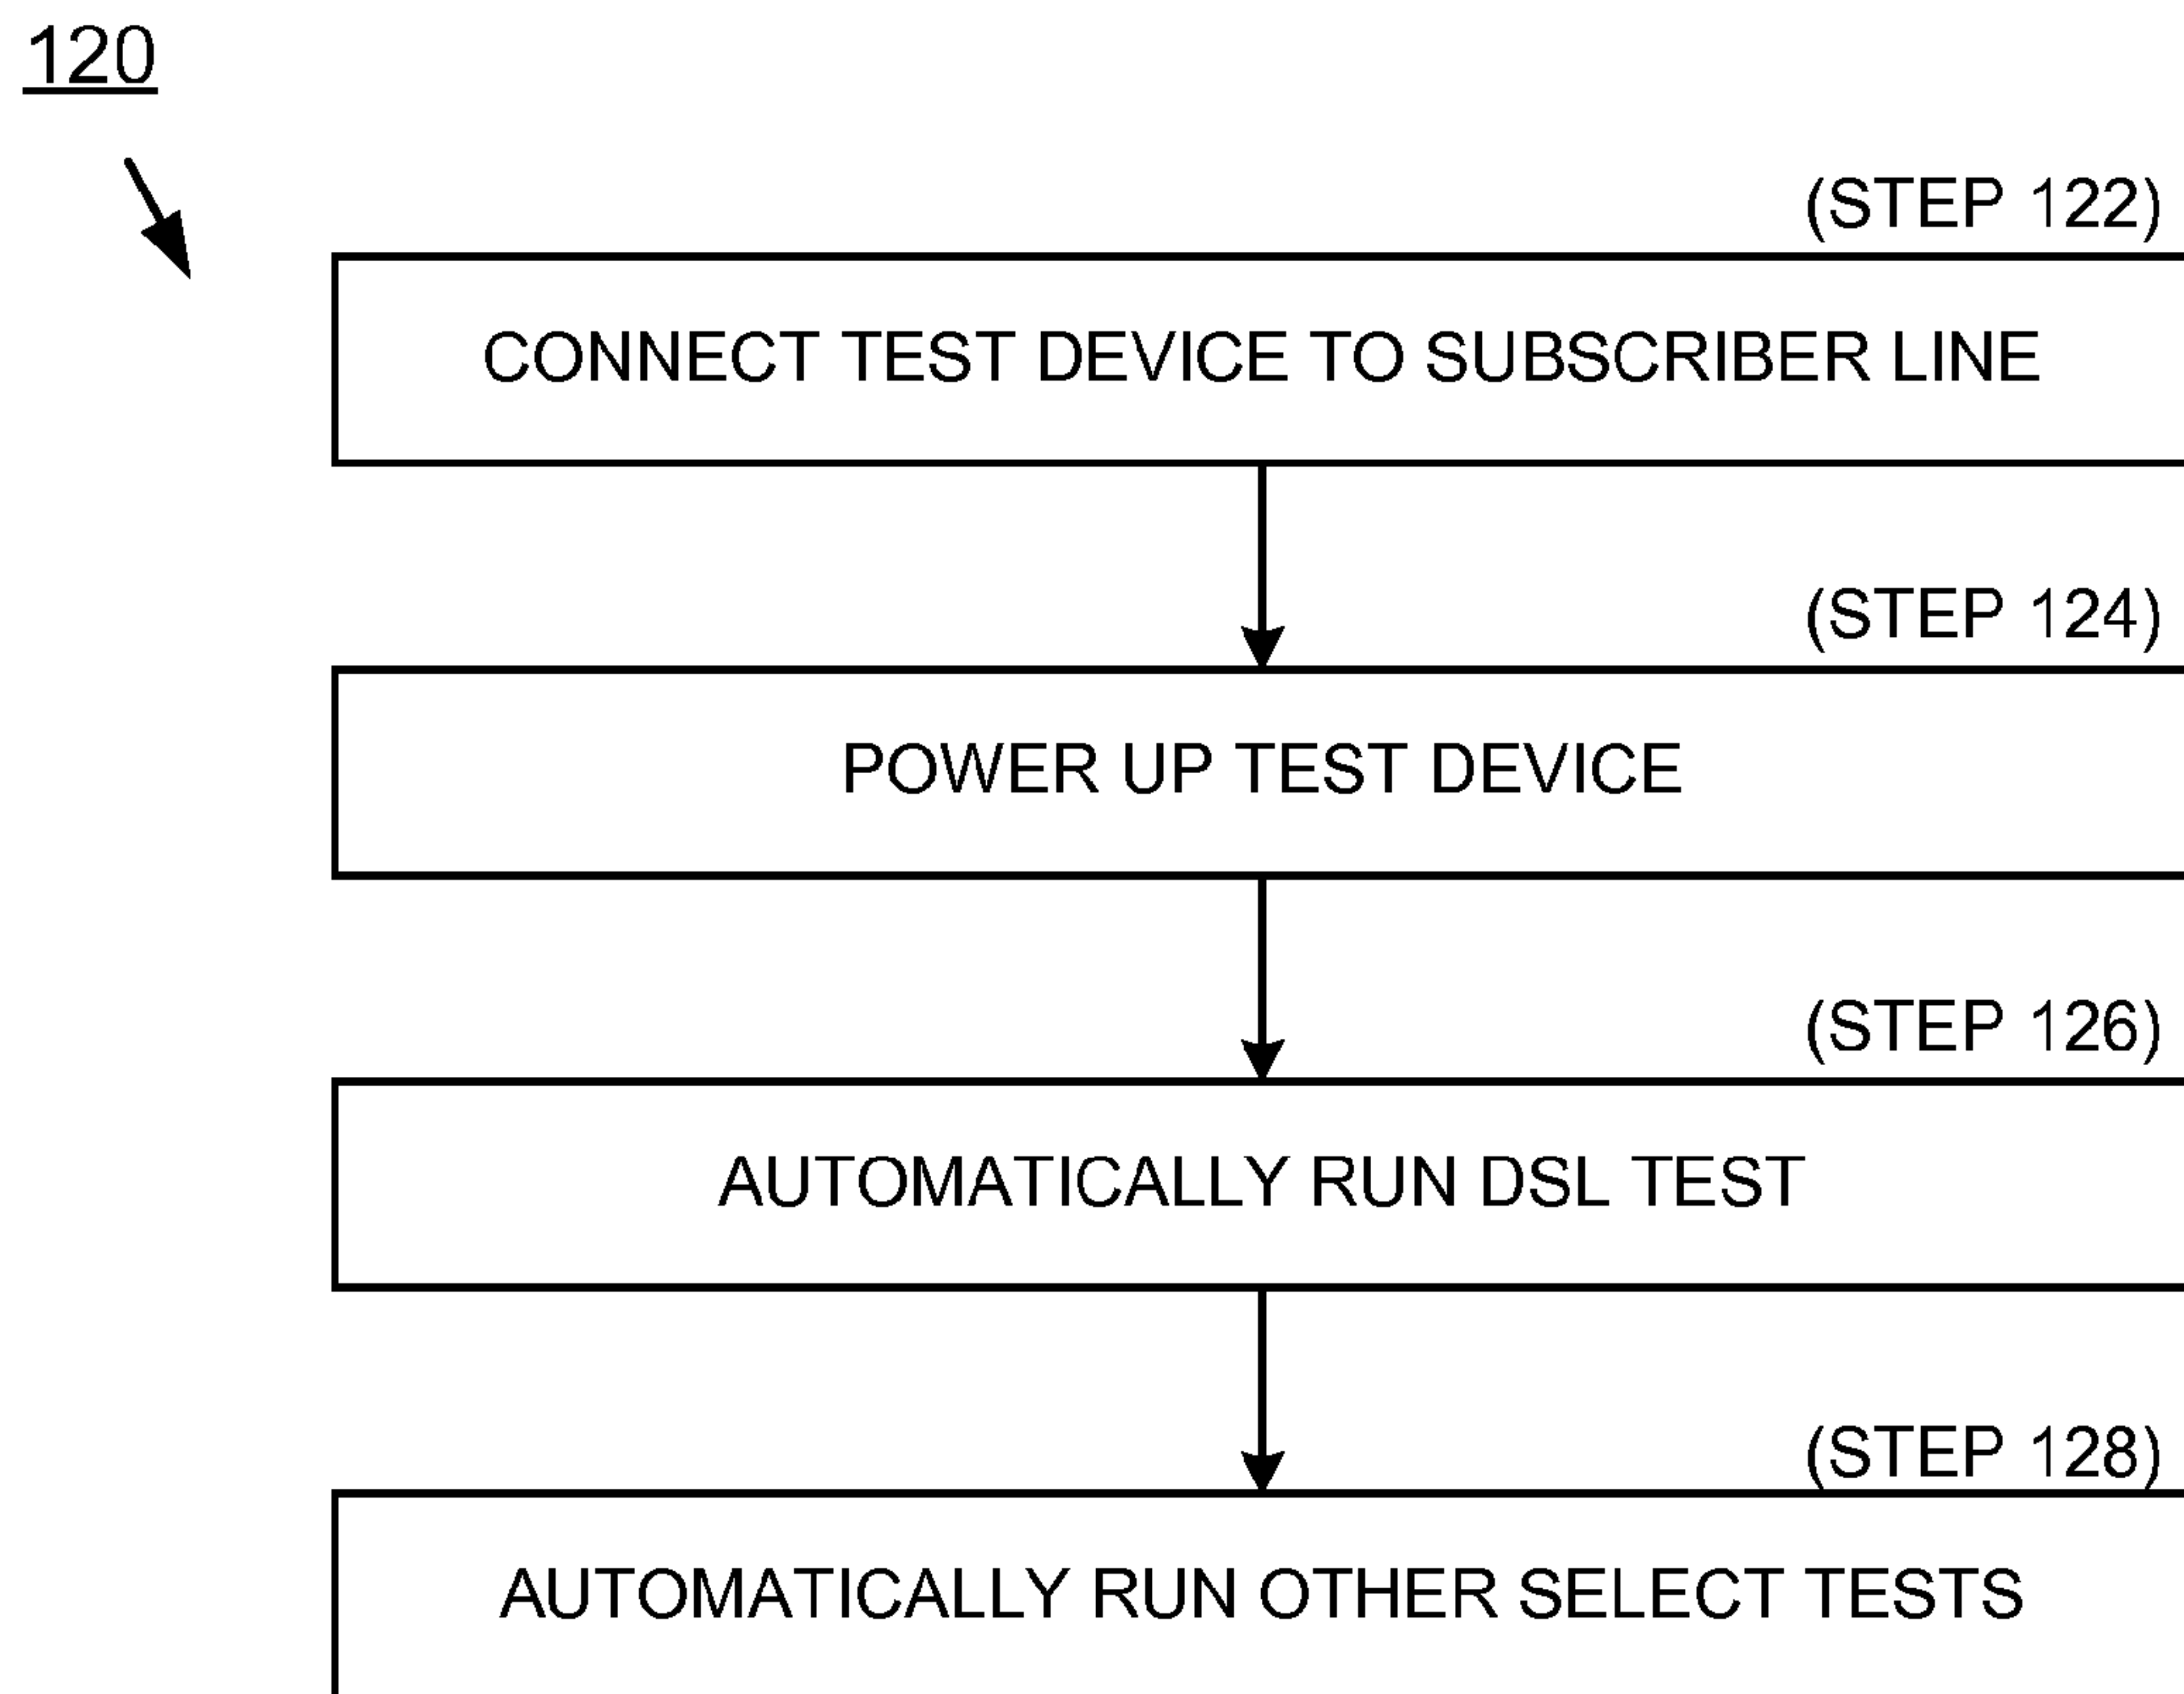 120
(STEP 122)
CONNECT TEST DEVICE TO SUBSCRIBER LINE
(STEP 124)
POWER UP TEST DEVICE
(STEP 126)
AUTOMATICALLY RUN DSL TEST
(STEP 128)
AUTOMATICALLY RUN OTHER SELECT TESTS